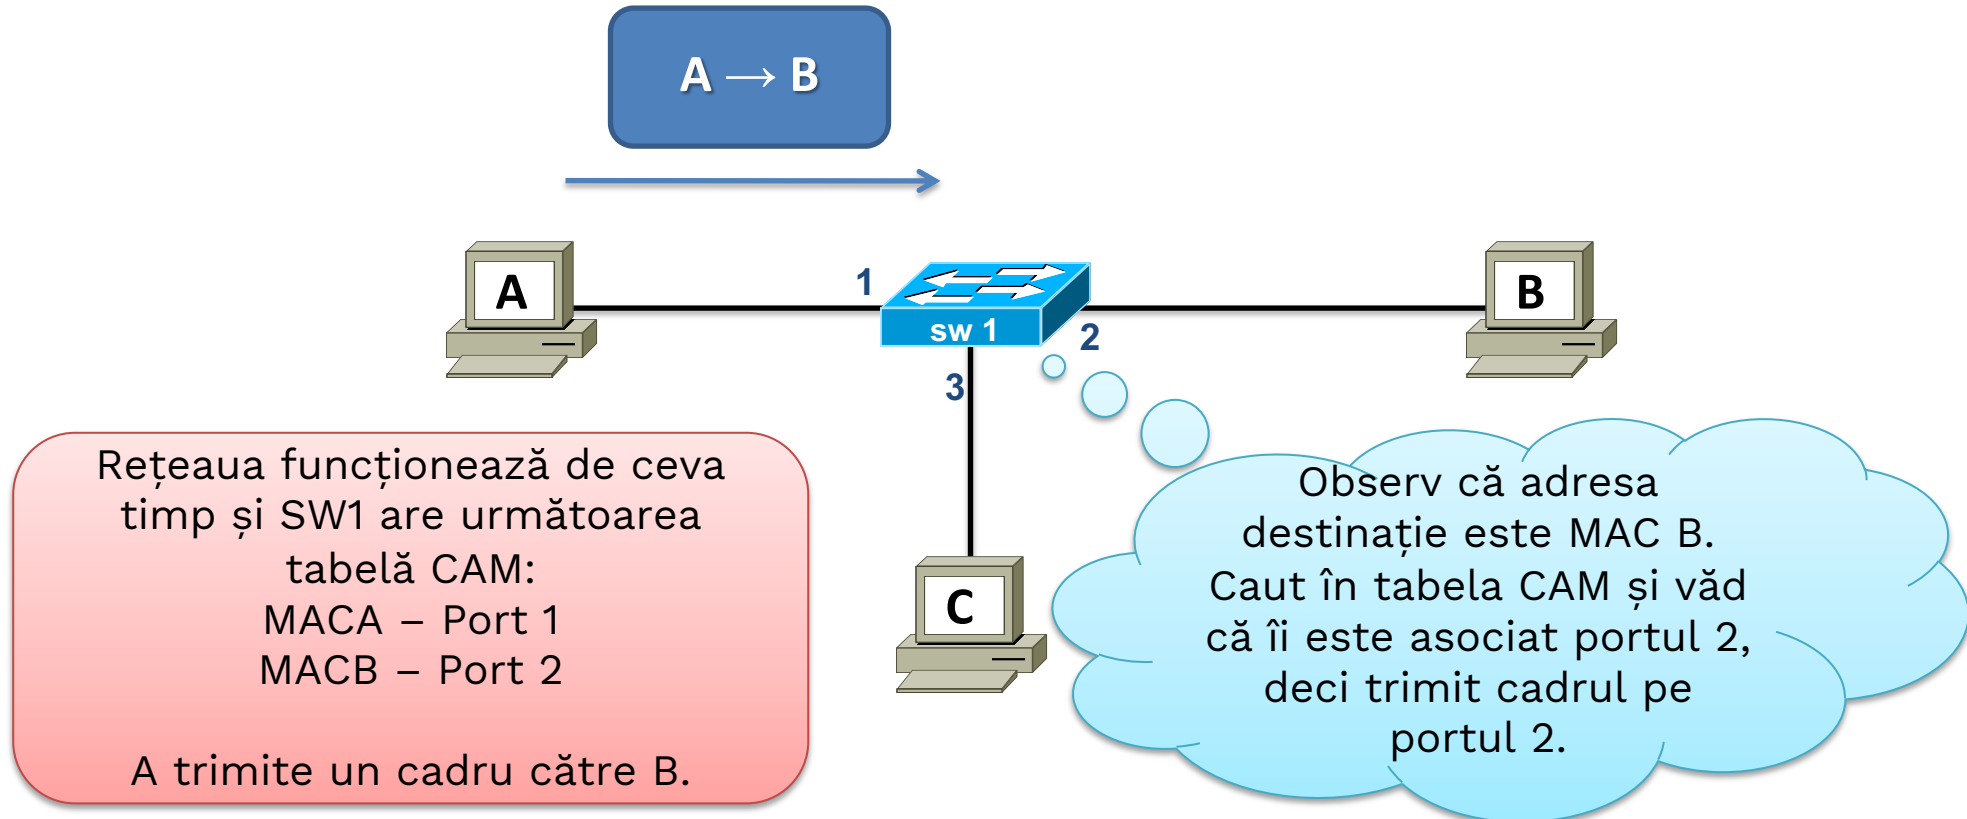 A → B
A
1
sw 1
2
B
3
C
Rețeaua funcționează de ceva
timp și SW1 are următoarea
tabelă CAM:
MACA – Port 1
MACB – Port 2
A trimite un cadru către B.
Observ că adresa
destinație este MAC B.
Caut în tabela CAM și văd
că îi este asociat portul 2,
deci trimit cadrul pe
portul 2.